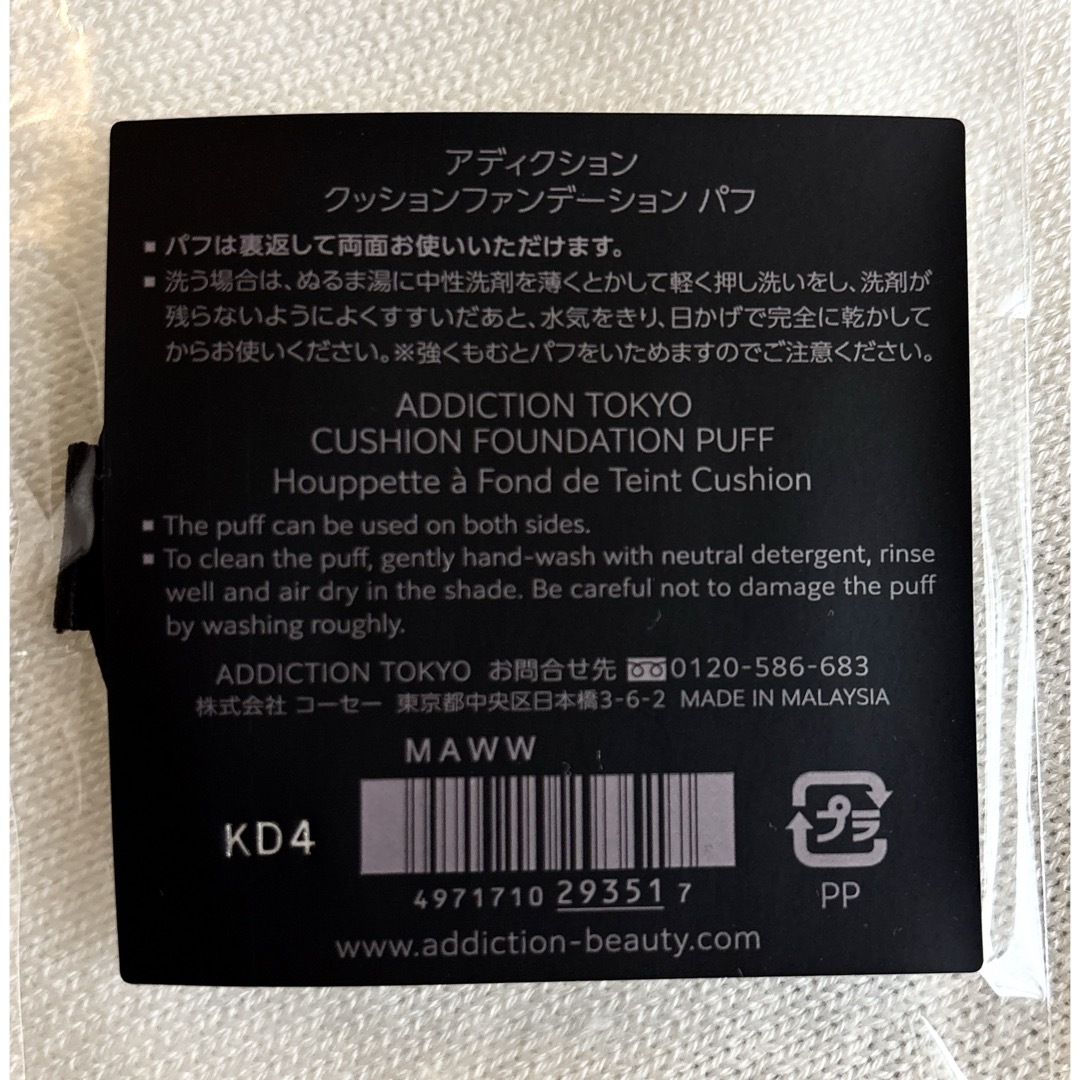 アディクション
クッションファンデーション パフ
▪ パフは裏返して両面お使いいただけます。
▪ 洗う場合は、ぬるま湯に中性洗剤を薄くとかして軽く押し洗いをし、洗剤が
残らないようによくすすいだあと、水気をきり、日かげで完全に乾かして
からお使いください。※強くもむとパフをいためますのでご注意ください。
ADDICTION TOKYO
CUSHION FOUNDATION PUFF
Houppette à Fond de Teint Cushion
▪ The puff can be used on both sides.
▪ To clean the puff, gently hand-wash with neutral detergent, rinse
well and air dry in the shade. Be careful not to damage the puff
by washing roughly.
ADDICTION TOKYO お問合せ先 0120-586-683
株式会社 コーセー 東京都中央区日本橋3-6-2 MADE IN MALAYSIA
MAWW
KD4
4971710 29351 7
プラ
PP
www.addiction-beauty.com